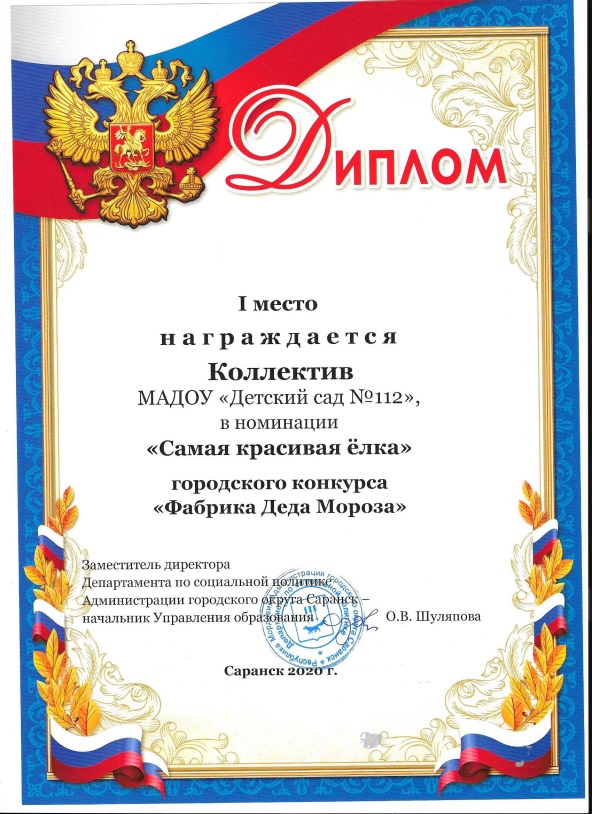 Диплом
I место
награждается
Коллектив
МАДОУ «Детский сад №112»,
в номинации
«Самая красивая ёлка»
городского конкурса
«Фабрика Деда Мороза»
Заместитель директора
Департамента по социальной политике
Администрации городского округа Саранск –
начальник Управления образования О.В. Шуляпова
Саранск 2020 г.